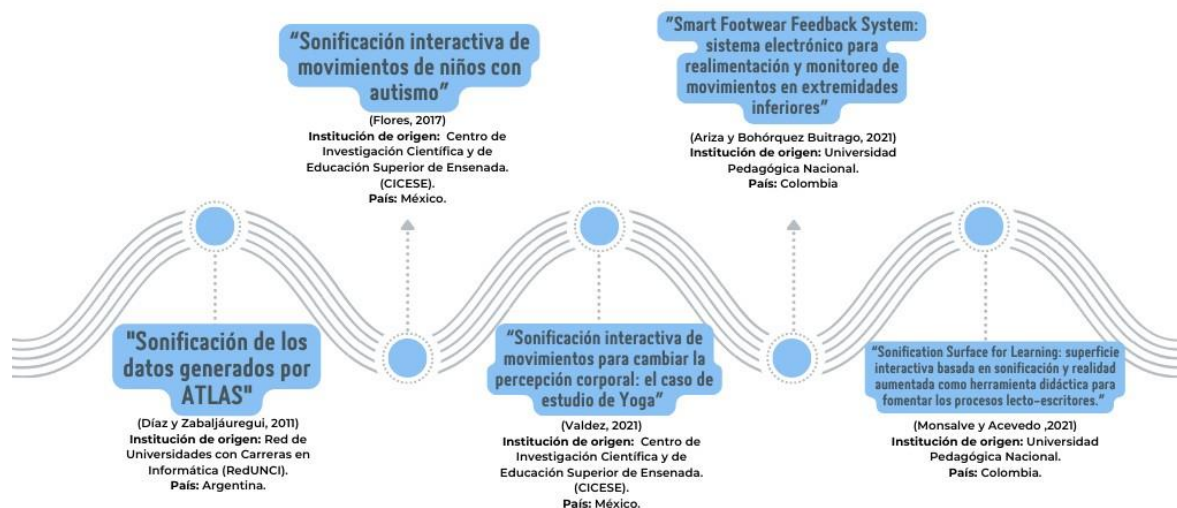 "Sonificación de los
datos generados por
ATLAS"
(Díaz y Zabaljáuregui, 2011)
Institución de origen: Red de
Universidades con Carreras en
Informática (RedUNCI).
País: Argentina.
“Sonificación interactiva de
movimientos de niños con
autismo”
(Flores, 2017)
Institución de origen: Centro de
Investigación Científica y de
Educación Superior de Ensenada.
(CICESE).
País: México.
“Sonificación interactiva de
movimientos para cambiar la
percepción corporal: el caso de
estudio de Yoga”
(Valdez, 2021)
Institución de origen: Centro de
Investigación Científica y de
Educación Superior de Ensenada.
(CICESE).
País: México.
“Smart Footwear Feedback System:
sistema electrónico para
realimentación y monitoreo de
movimientos en extremidades
inferiores”
(Ariza y Bohórquez Buitrago, 2021)
Institución de origen: Universidad
Pedagógica Nacional.
País: Colombia
“Sonification Surface for Learning: superficie
interactiva basada en sonificación y realidad
aumentada como herramienta didáctica para
fomentar los procesos lecto-escritores.”
(Monsalve y Acevedo ,2021)
Institución de origen: Universidad
Pedagógica Nacional.
País: Colombia.